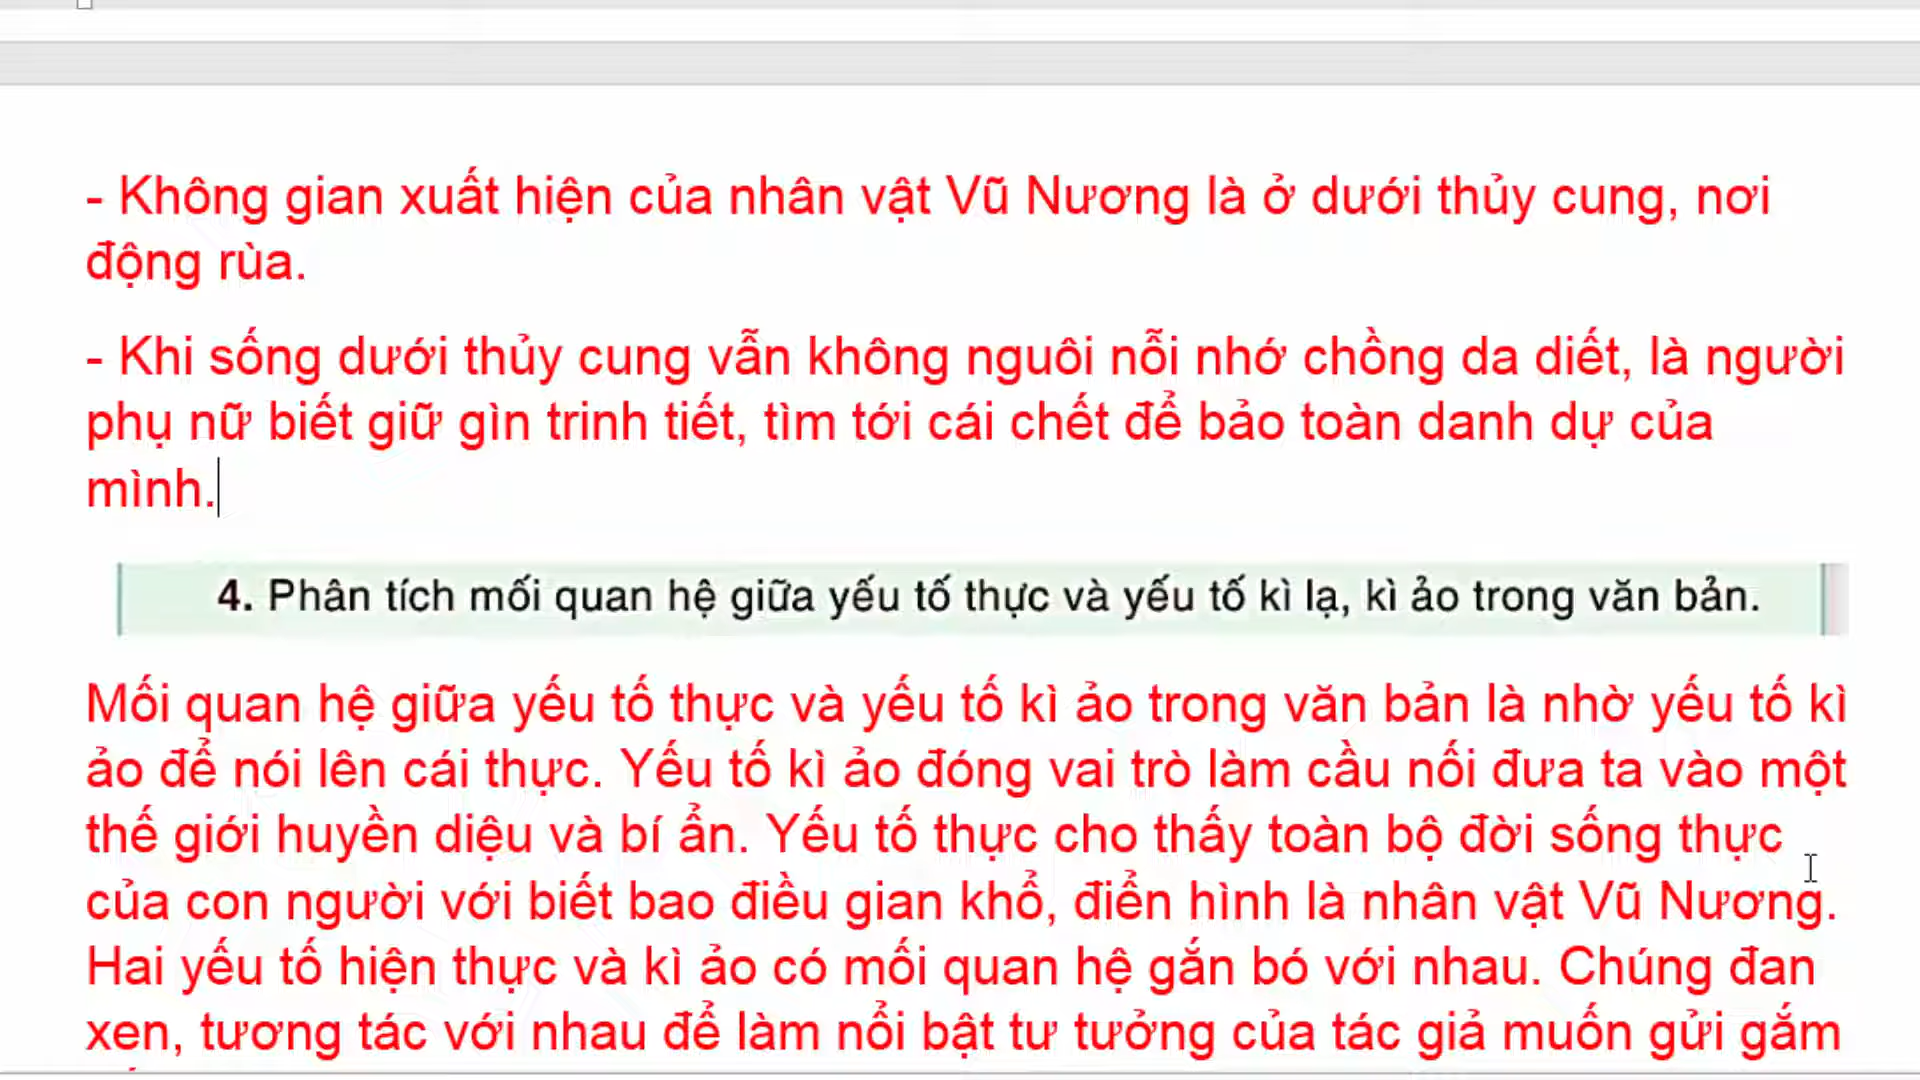 - Không gian xuất hiện của nhân vật Vũ Nương là ở dưới thủy cung, nơi
động rùa.
- Khi sống dưới thủy cung vẫn không nguôi nỗi nhớ chồng da diết, là người
phụ nữ biết giữ gìn trinh tiết, tìm tới cái chết để bảo toàn danh dự của
mình.
4. Phân tích mối quan hệ giữa yếu tố thực và yếu tố kì lạ, kì ảo trong văn bản.
Mối quan hệ giữa yếu tố thực và yếu tố kì ảo trong văn bản là nhờ yếu tố kì
ảo để nói lên cái thực. Yếu tố kì ảo đóng vai trò làm cầu nối đưa ta vào một
thế giới huyền diệu và bí ẩn. Yếu tố thực cho thấy toàn bộ đời sống thực
của con người với biết bao điều gian khổ, điển hình là nhân vật Vũ Nương.
Hai yếu tố hiện thực và kì ảo có mối quan hệ gắn bó với nhau. Chúng đan
xen, tương tác với nhau để làm nổi bật tư tưởng của tác giả muốn gửi gắm